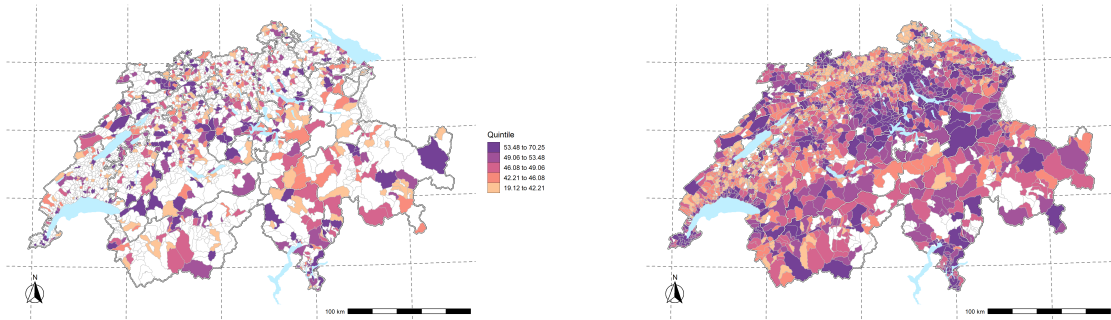 Quintile
53.48 to 70.25
49.06 to 53.48
46.08 to 49.06
42.21 to 46.08
19.12 to 42.21
N
100 km
N
100 km